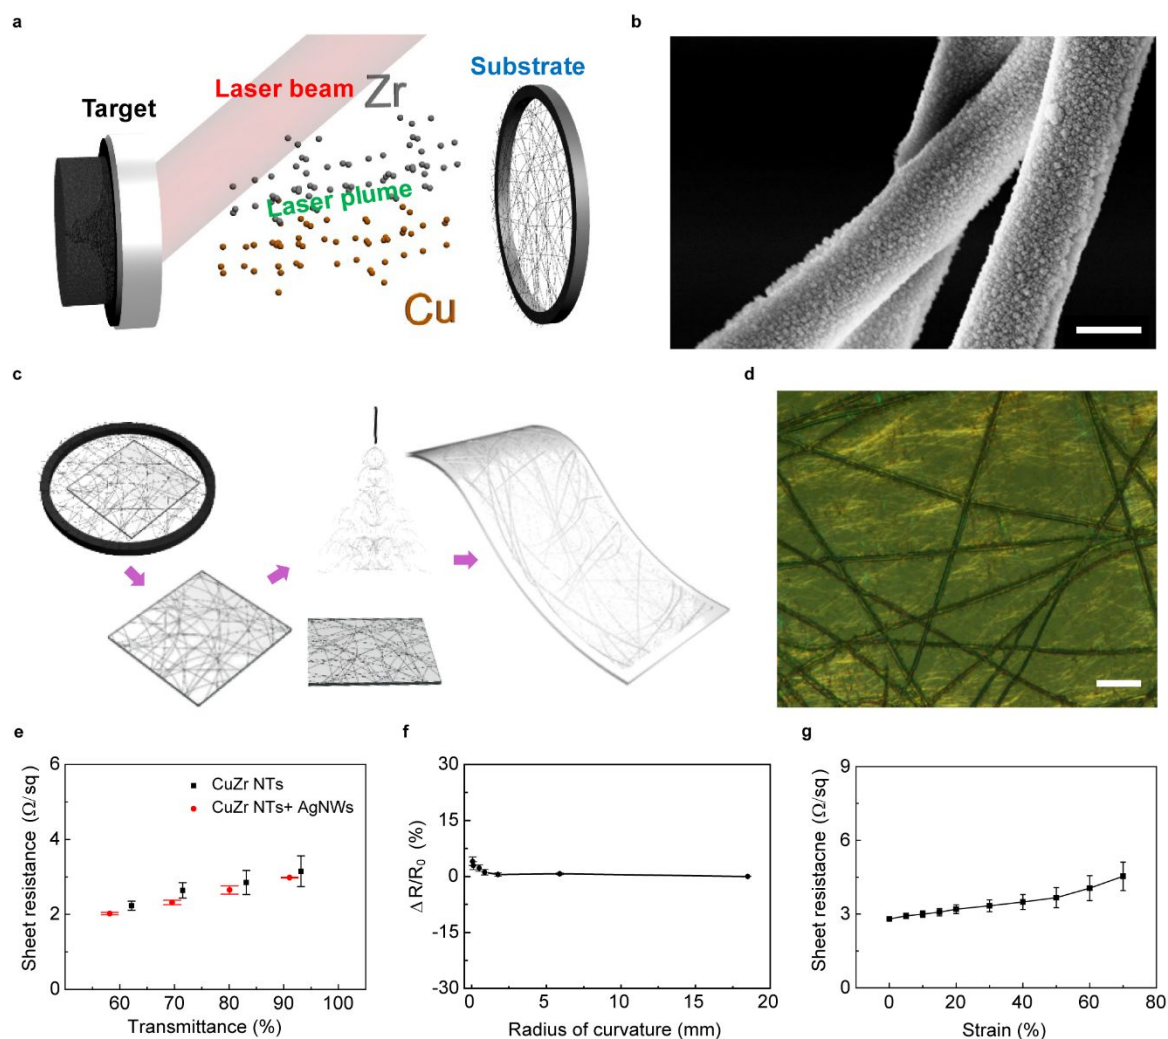 a
Laser beam
Zr
Substrate
Target
Laser plume
Cu
b
c
d
e
6
4
2
0
60 70 80 90 100
Sheet resistance (Ω/sq)
Transmittance (%)
CuZr NTs
CuZr NTs+ AgNWs
f
30
15
0
-15
-30
0 5 10 15 20
Δ R/R₀ (%)
Radius of curvature (mm)
g
9
6
3
0
0 20 40 60 80
Sheet resistacne (Ω/sq)
Strain (%)